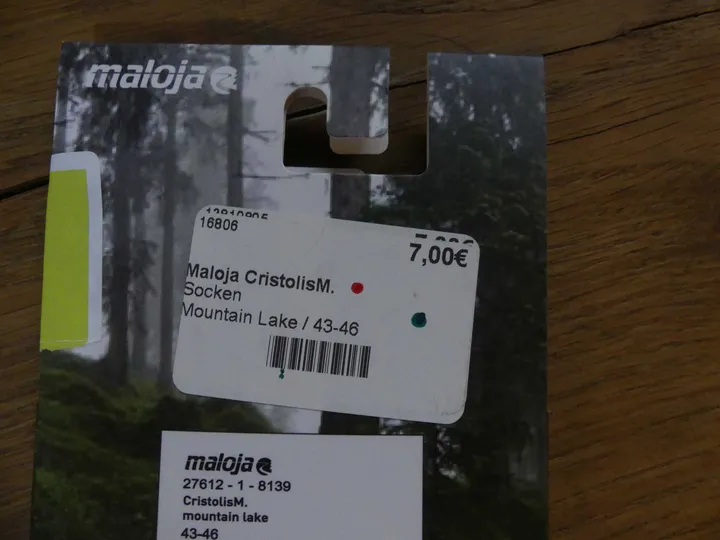 maloja
16806
7,00€
Maloja CristolisM.
Socken
Mountain Lake / 43-46
maloja
27612 - 1 - 8139
CristolisM.
mountain lake
43-46